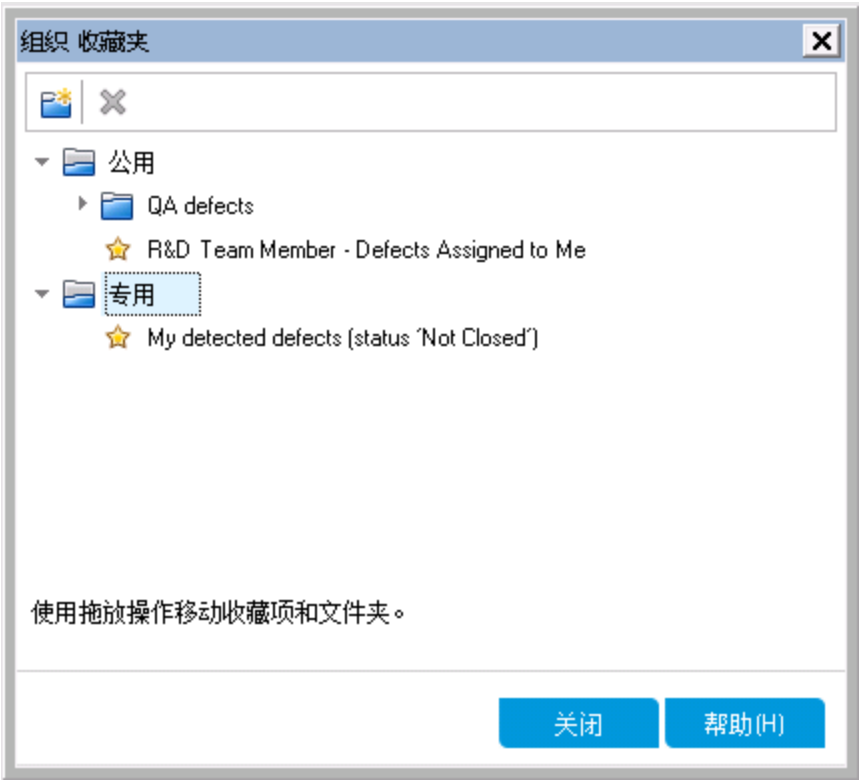 组织 收藏夹
公用
QA defects
R&D Team Member - Defects Assigned to Me
专用
My detected defects (status 'Not Closed')
使用拖放操作移动收藏项和文件夹。
关闭 帮助(H)